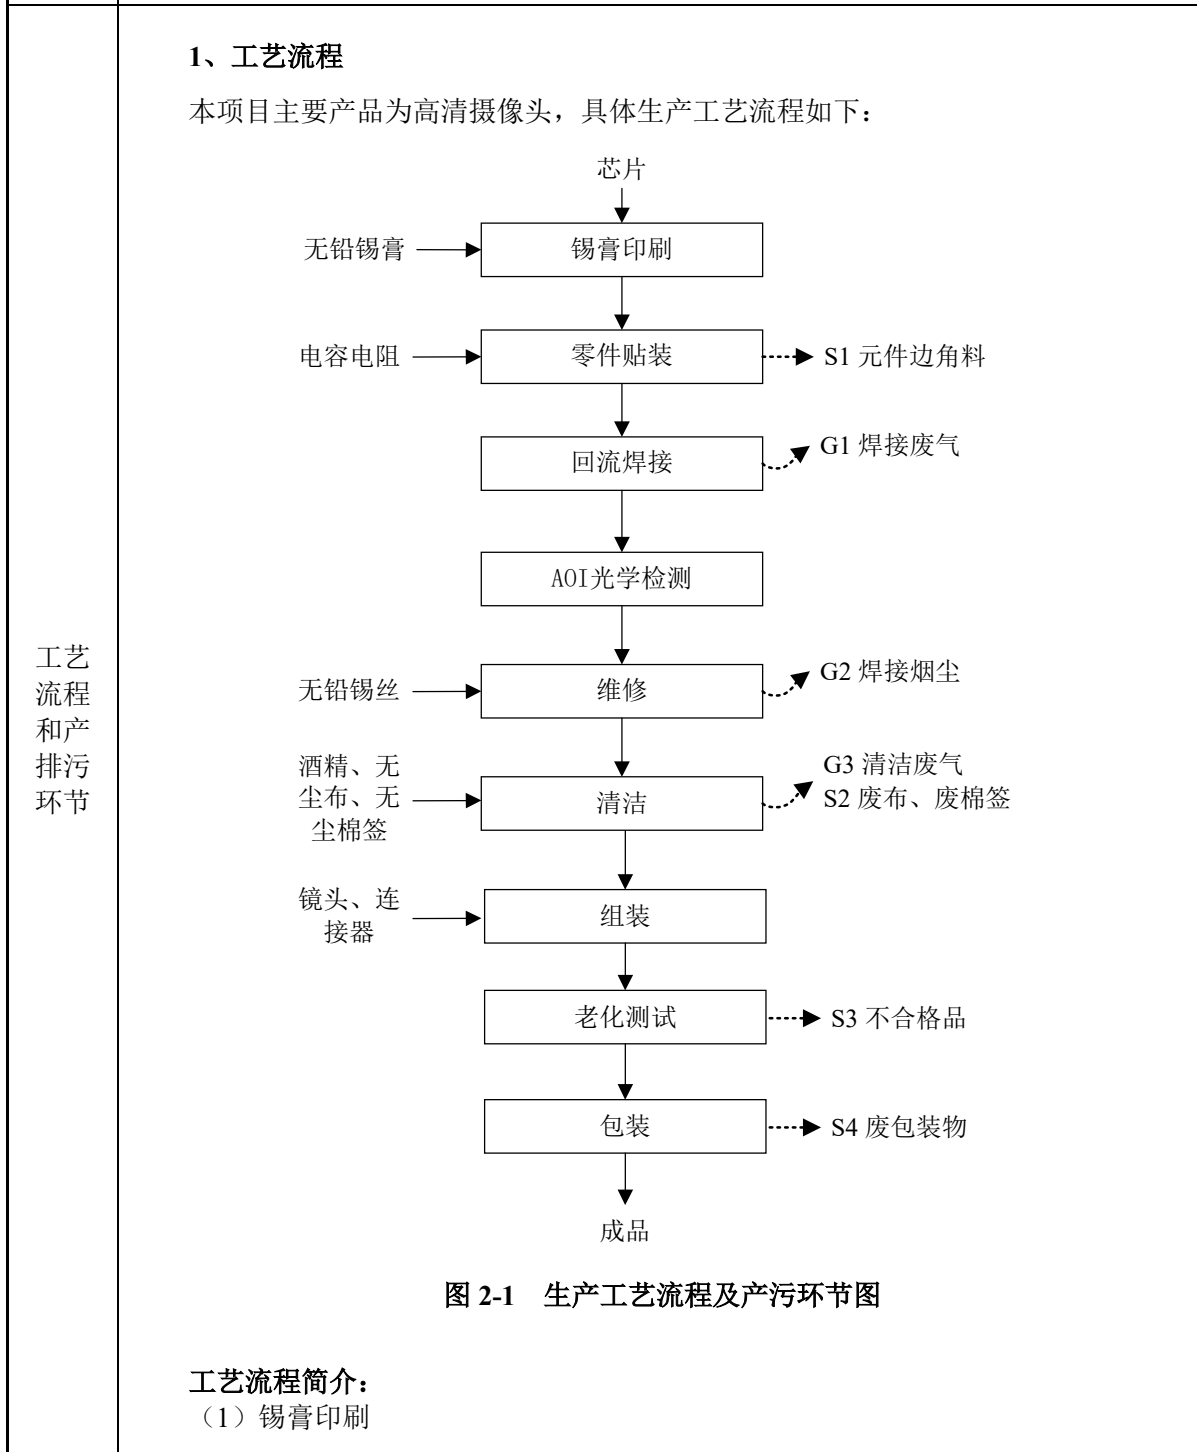 1、工艺流程
本项目主要产品为高清摄像头，具体生产工艺流程如下：
芯片
无铅锡膏
锡膏印刷
电容电阻
零件贴装
S1 元件边角料
回流焊接
G1 焊接废气
AOI光学检测
无铅锡丝
维修
G2 焊接烟尘
酒精、无
尘布、无
尘棉签
清洁
G3 清洁废气
S2 废布、废棉签
镜头、连
接器
组装
老化测试
S3 不合格品
包装
S4 废包装物
成品
图 2-1 生产工艺流程及产污环节图
工艺
流程
和产
排污
环节
工艺流程简介：
（1）锡膏印刷